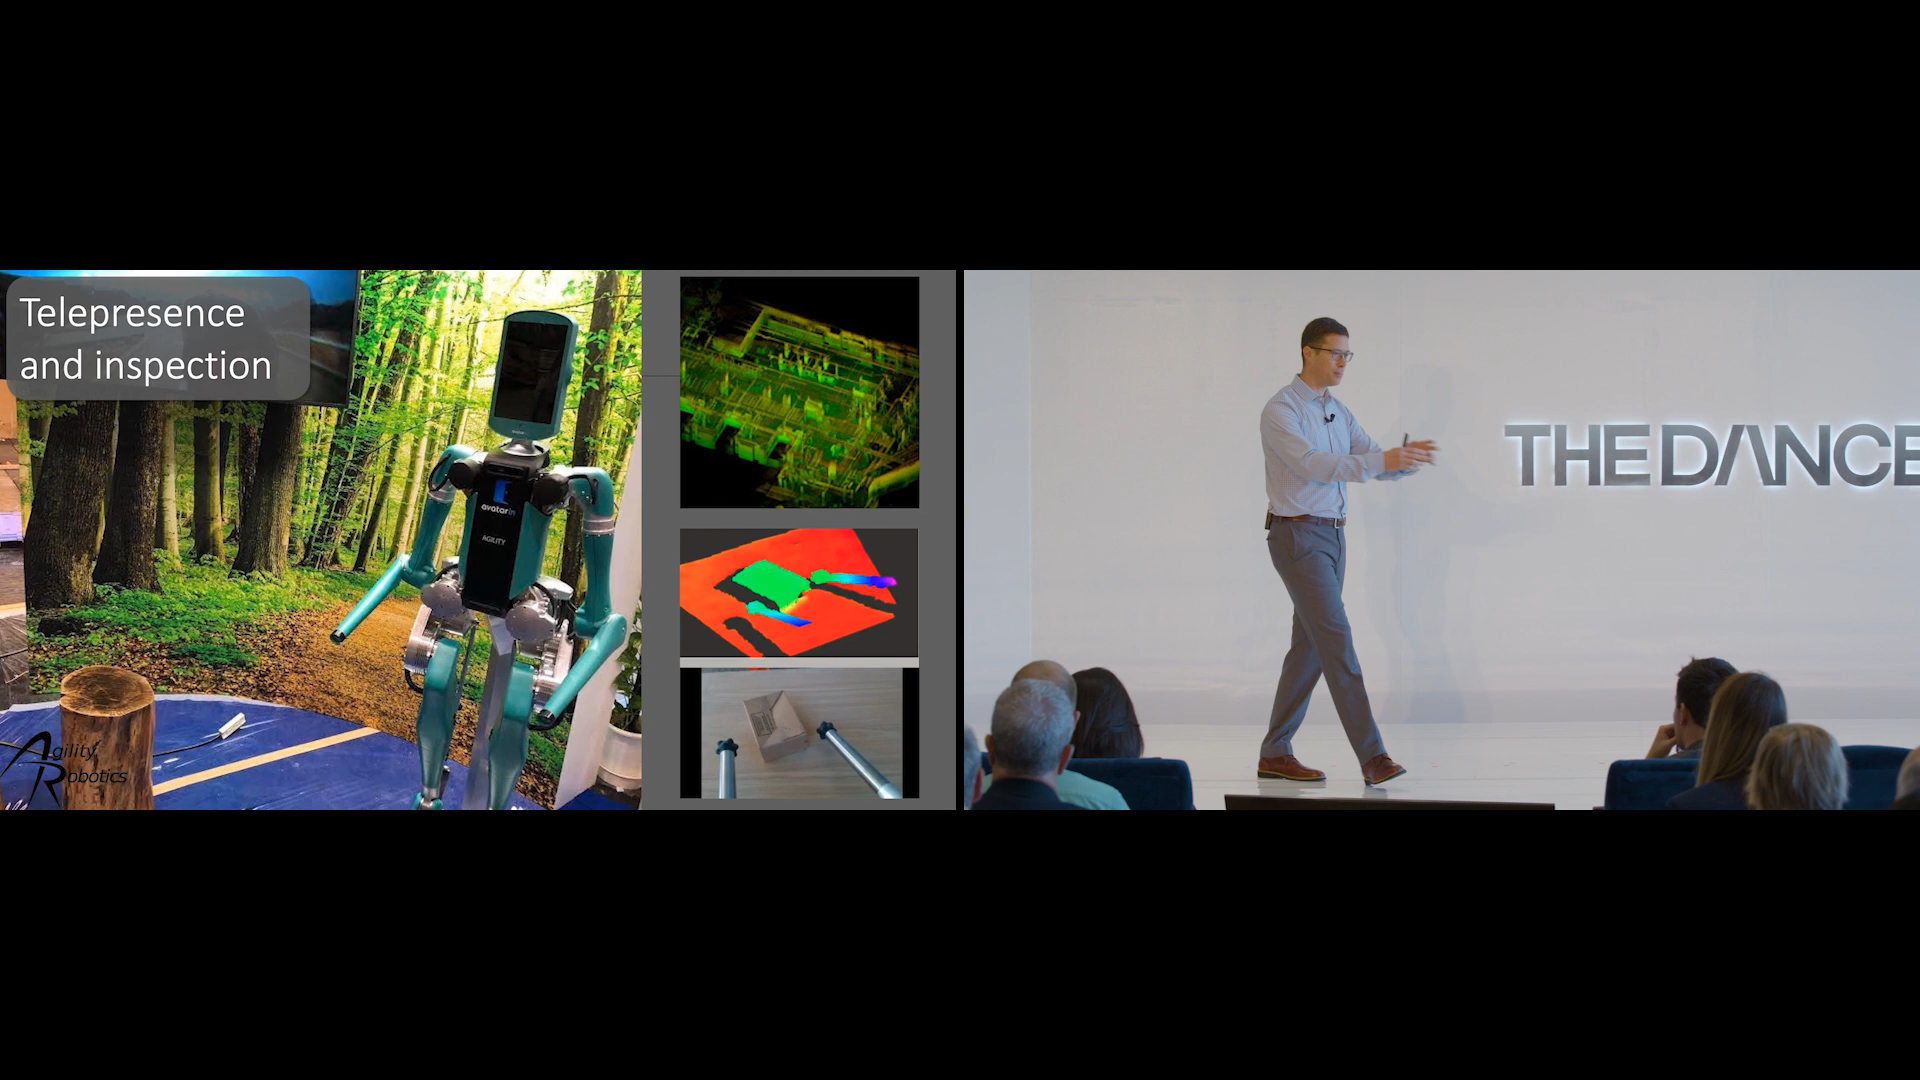 Telepresence
and inspection
avatarin
AGILITY
Agility
Robotics
THE DANCE